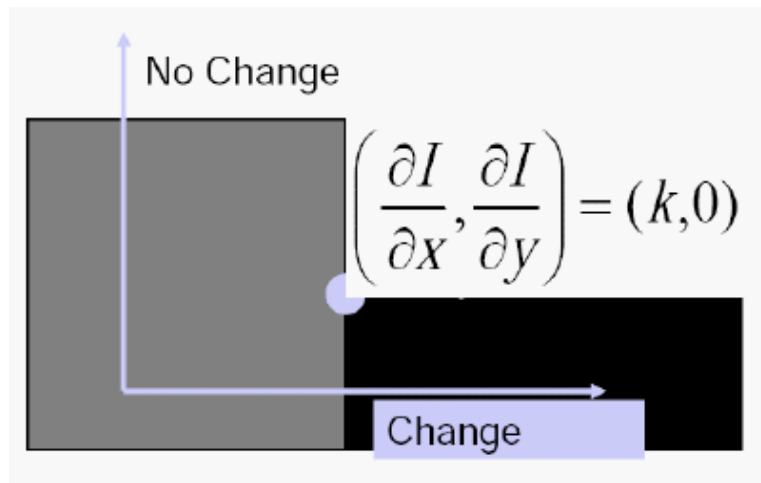 No Change
(∂I/∂x, ∂I/∂y) = (k,0)
Change